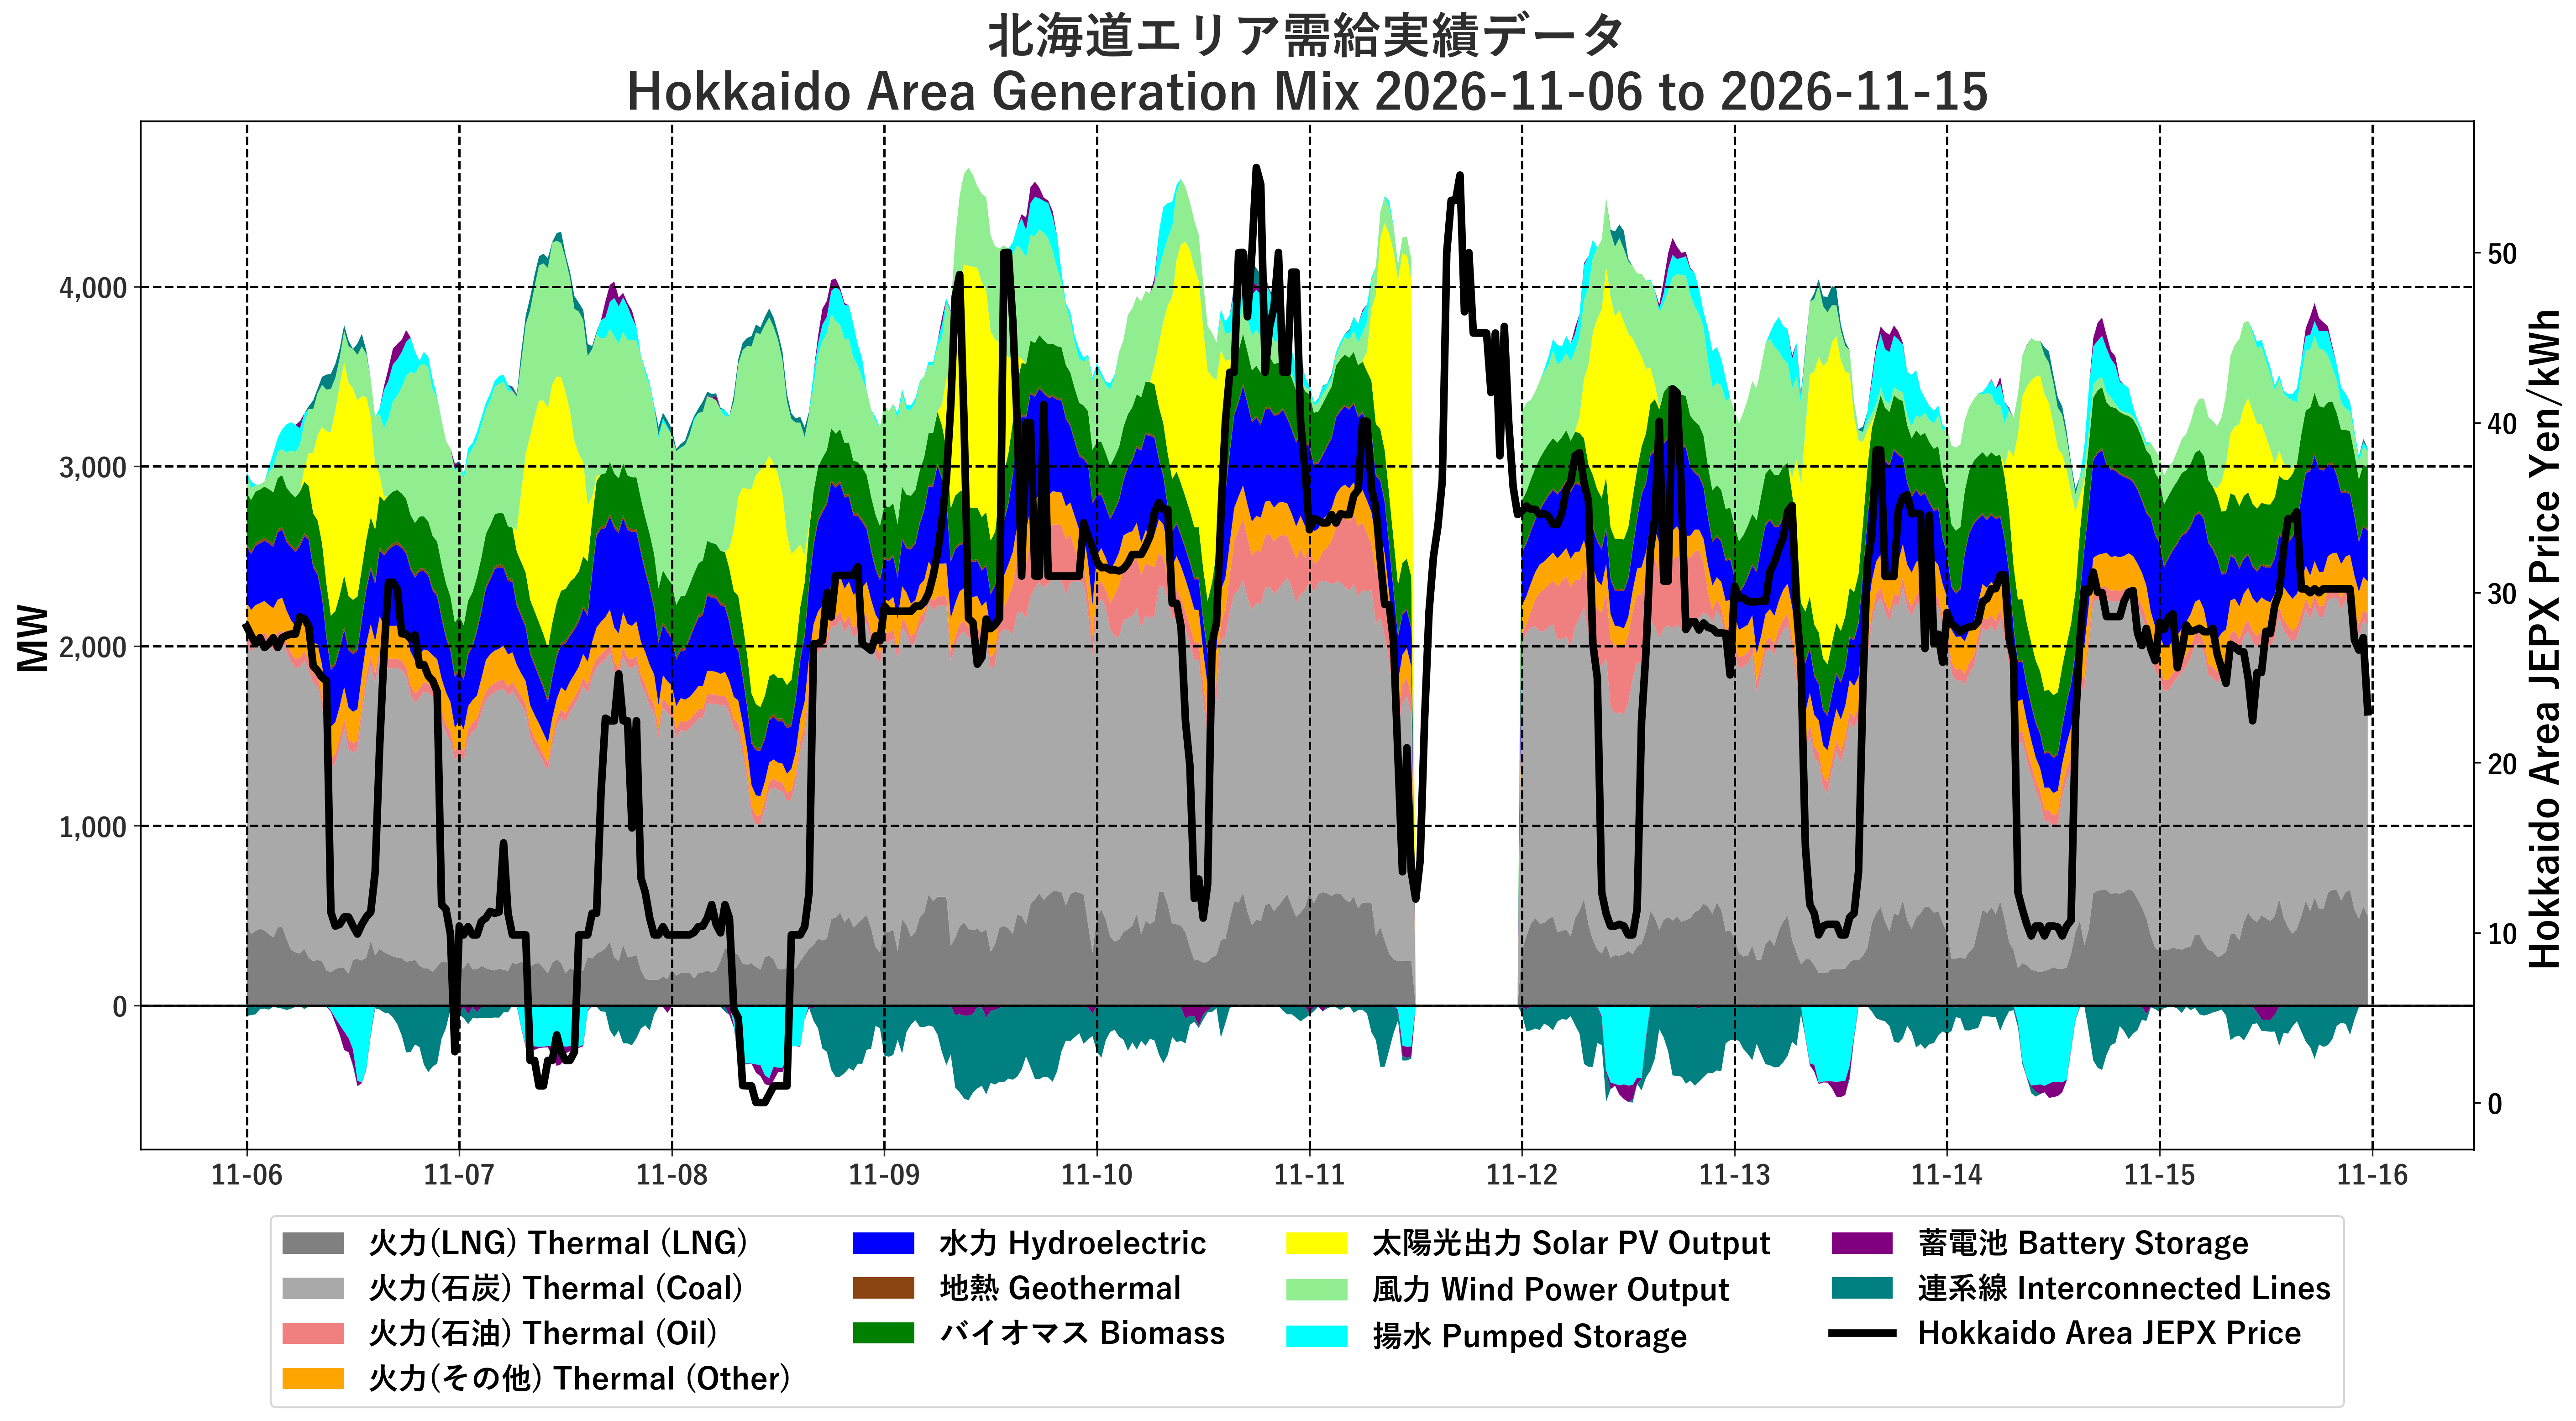 北海道エリア需給実績データ
Hokkaido Area Generation Mix 2026-11-06 to 2026-11-15
MW
4,000
3,000
2,000
1,000
0
50
40
30
20
10
0
Hokkaido Area JEPX Price Yen/kWh
11-06
11-07
11-08
11-09
11-10
11-11
11-12
11-13
11-14
11-15
11-16
火力(LNG) Thermal (LNG)
火力(石炭) Thermal (Coal)
火力(石油) Thermal (Oil)
火力(その他) Thermal (Other)
水力 Hydroelectric
地熱 Geothermal
バイオマス Biomass
太陽光出力 Solar PV Output
風力 Wind Power Output
揚水 Pumped Storage
蓄電池 Battery Storage
連系線 Interconnected Lines
Hokkaido Area JEPX Price